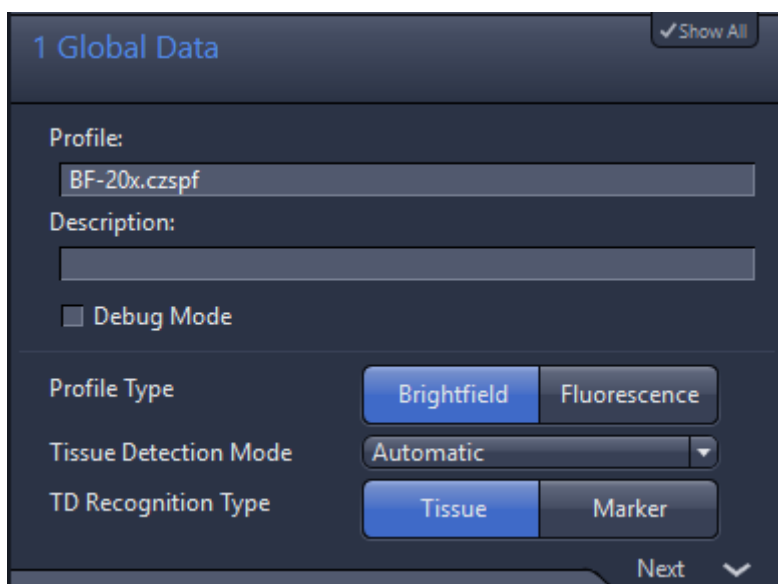 1 Global Data
Show All
Profile:
BF-20x.czspf
Description:
Debug Mode
Profile Type
Brightfield Fluorescence
Tissue Detection Mode
Automatic
TD Recognition Type
Tissue Marker
Next